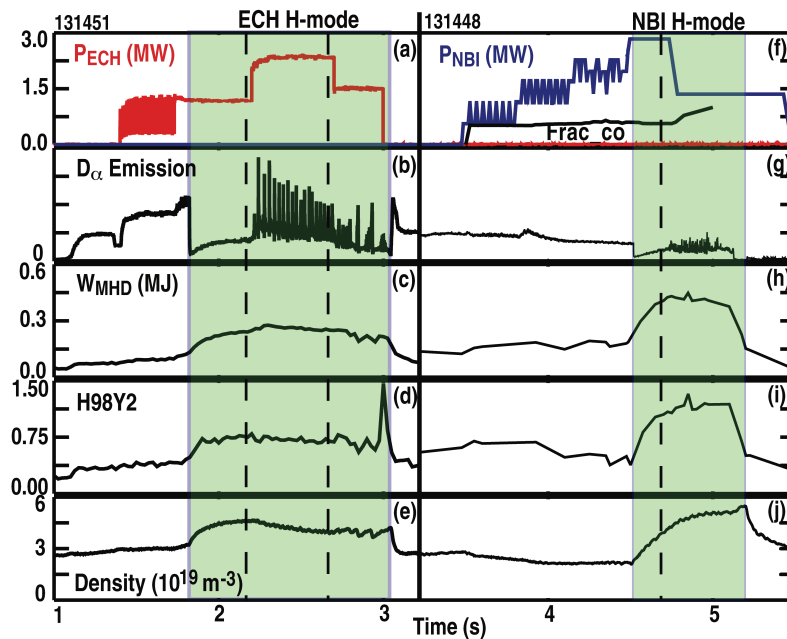 131451 ECH H-mode 131448 NBI H-mode
3.0 P_ECH (MW) (a) P_NBI (MW) (f)
1.5
0.0 Frac_co
D_α Emission (b) (g)
0
0.6 W_MHD (MJ) (c) (h)
0.3
0.0
1.50 H98Y2 (d) (i)
0.75
0.00
6 (e) (j)
3
Density (10^19 m^-3)
0
1 2 3 4 5
Time (s)